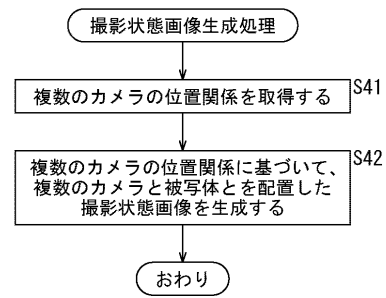 撮影状態画像生成処理
S41
複数のカメラの位置関係を取得する
S42
複数のカメラの位置関係に基づいて、
複数のカメラと被写体とを配置した
撮影状態画像を生成する
おわり